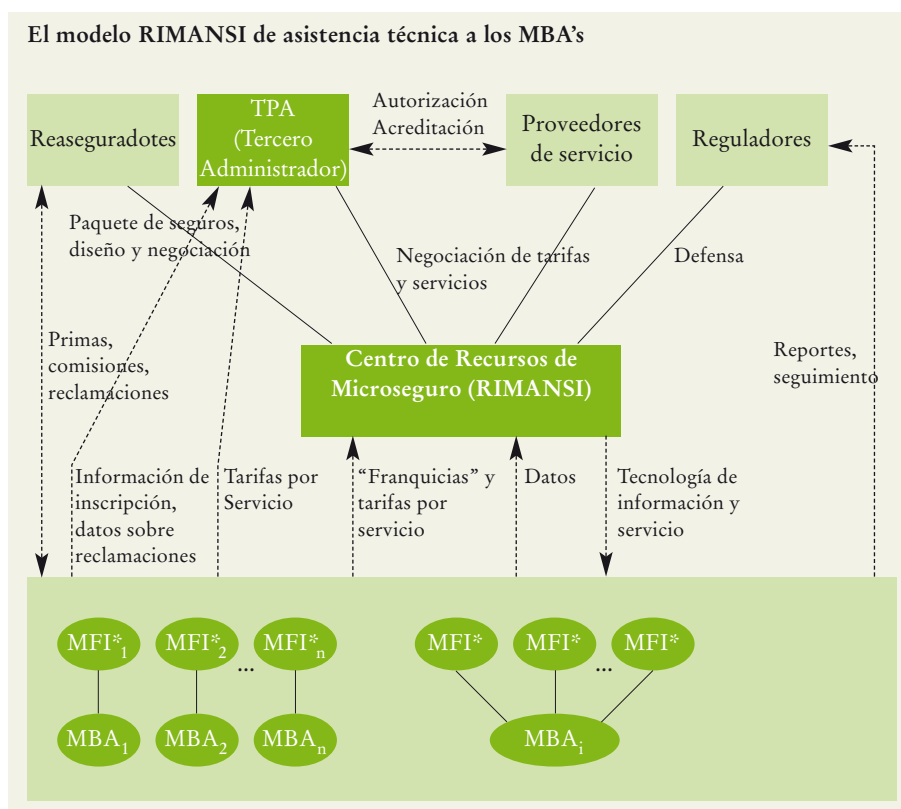 El modelo RIMANSI de asistencia técnica a los MBA's
Reaseguradotes
TPA
(Tercero
Administrador)
Autorización
Acreditación
Proveedores
de servicio
Reguladores
Paquete de seguros,
diseño y negociación
Negociación de tarifas
y servicios
Defensa
Primas,
comisiones,
reclamaciones
Centro de Recursos de
Microseguro (RIMANSI)
Reportes,
seguimiento
Información de
inscripción,
datos sobre
reclamaciones
Tarifas por
Servicio
“Franquicias” y
tarifas por
servicio
Datos
Tecnología de
información y
servicio
MFI*1
MFI*2
...
MFI*n
MFI*
MFI*
...
MFI*
MBA1
MBA2
MBAn
MBAi